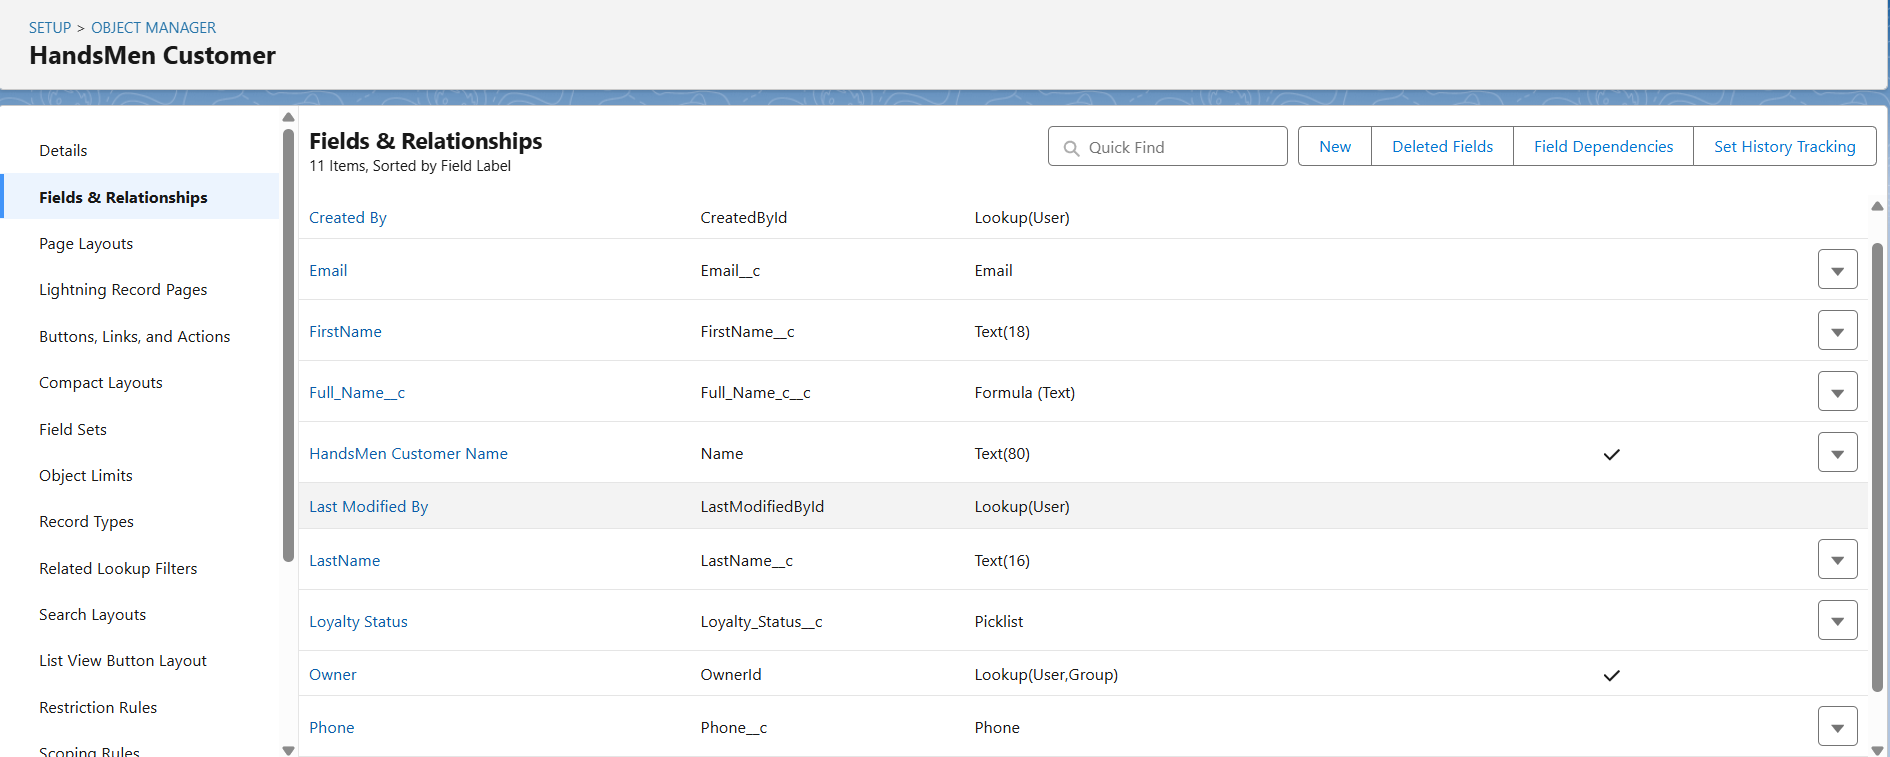 SETUP > OBJECT MANAGER
HandsMen Customer
Details
Fields & Relationships
Page Layouts
Lightning Record Pages
Buttons, Links, and Actions
Compact Layouts
Field Sets
Object Limits
Record Types
Related Lookup Filters
Search Layouts
List View Button Layout
Restriction Rules
Scoping Rules
Fields & Relationships
11 Items, Sorted by Field Label
Quick Find
New
Deleted Fields
Field Dependencies
Set History Tracking
Created By CreatedById Lookup(User)
Email Email__c Email
FirstName FirstName__c Text(18)
Full_Name__c Full_Name_c__c Formula (Text)
HandsMen Customer Name Name Text(80)
Last Modified By LastModifiedById Lookup(User)
LastName LastName__c Text(16)
Loyalty Status Loyalty_Status__c Picklist
Owner OwnerId Lookup(User,Group)
Phone Phone__c Phone